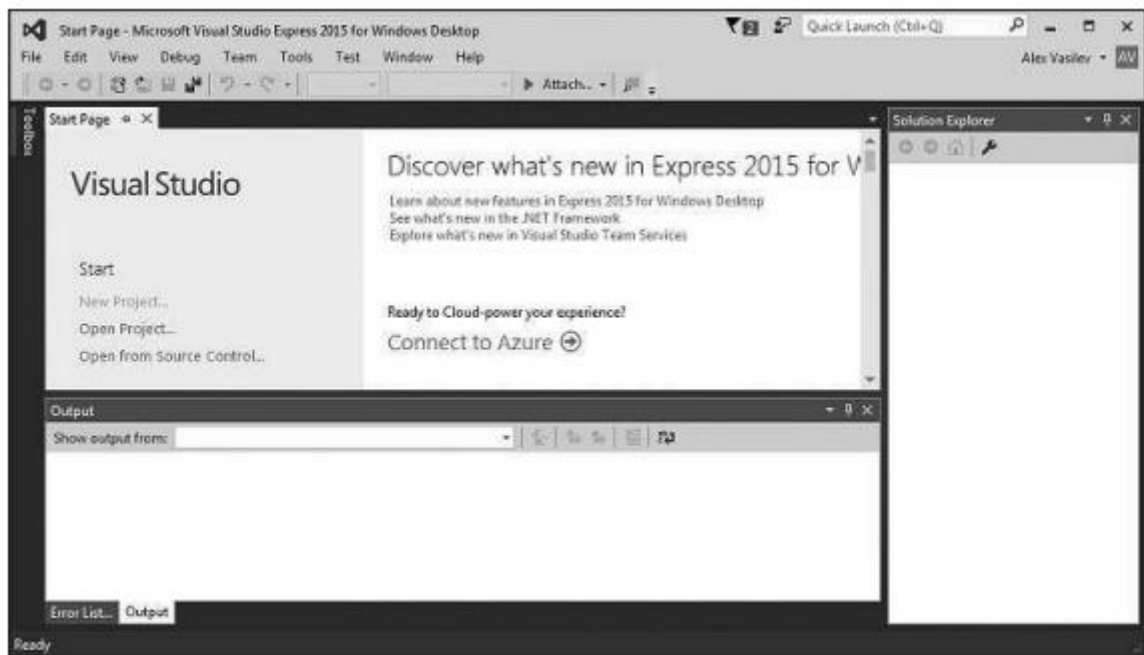 Start Page - Microsoft Visual Studio Express 2015 for Windows Desktop
2
Quick Launch (Ctrl+Q)
File Edit View Debug Team Tools Test Window Help
Alex Vasilev AV
Attach...
Toolbox
Start Page
Visual Studio
Start
New Project...
Open Project...
Open from Source Control...
Discover what's new in Express 2015 for W
Learn about new features in Express 2015 for Windows Desktop
See what's new in the .NET Framework
Explore what's new in Visual Studio Team Services
Ready to Cloud-power your experience?
Connect to Azure
Solution Explorer
Output
Show output from:
Error List... Output
Ready